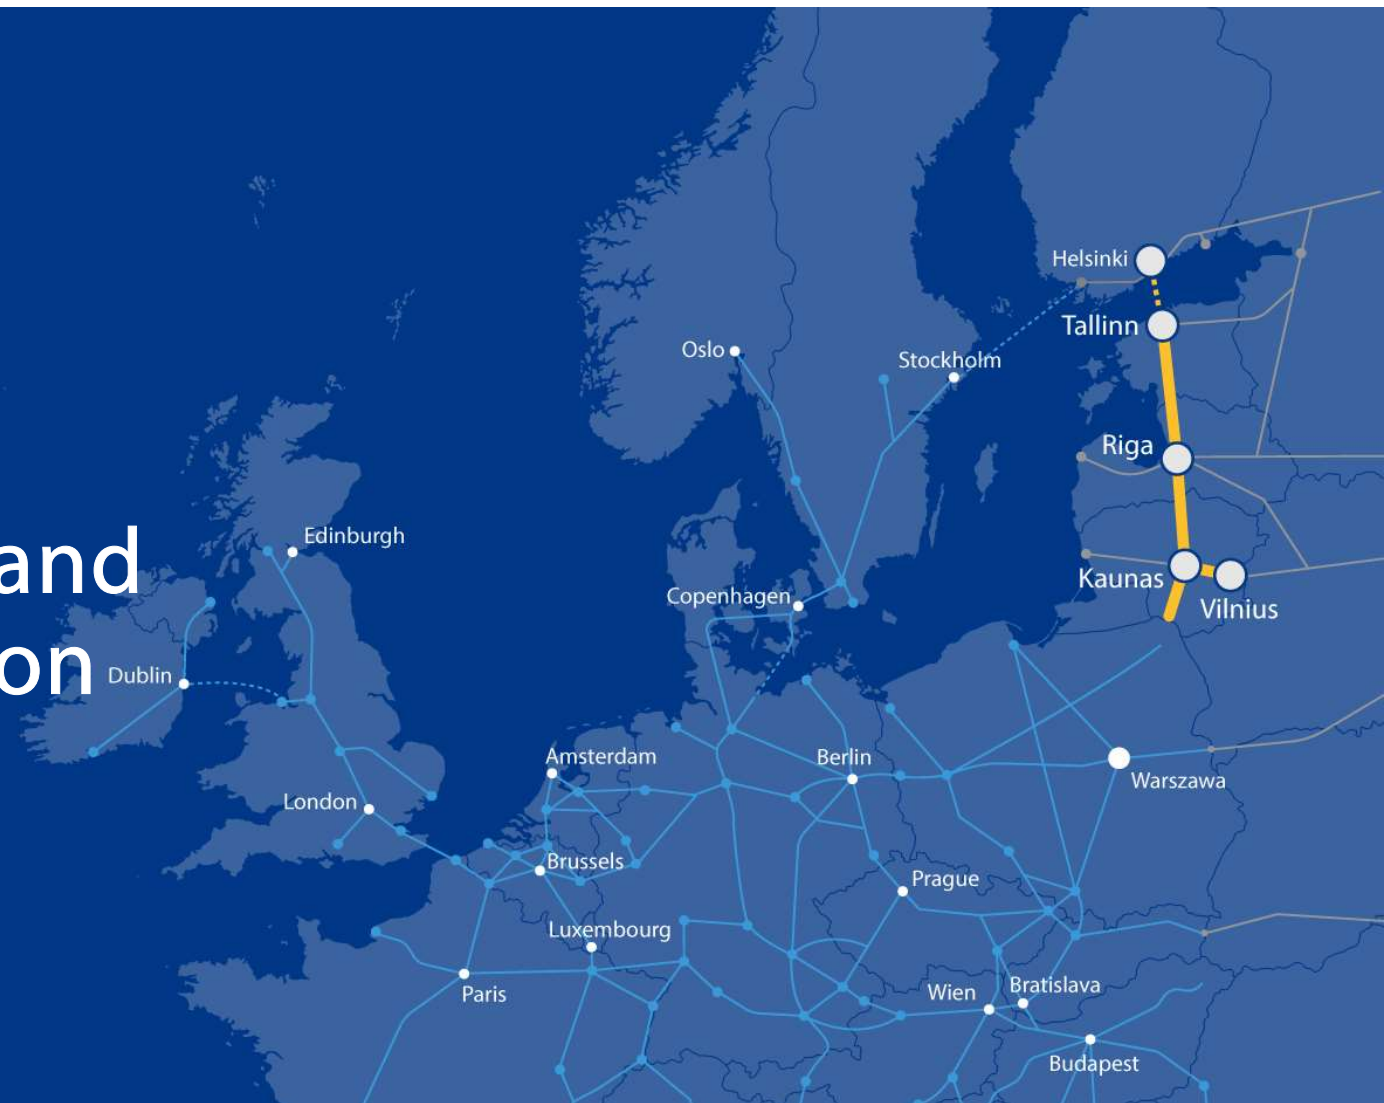 Helsinki
Tallinn
Oslo
Stockholm
Riga
and
Edinburgh
Kaunas
Copenhagen
Vilnius
on
Dublin
Amsterdam
Berlin
Warszawa
London
Brussels
Prague
Luxembourg
Paris
Wien
Bratislava
Budapest